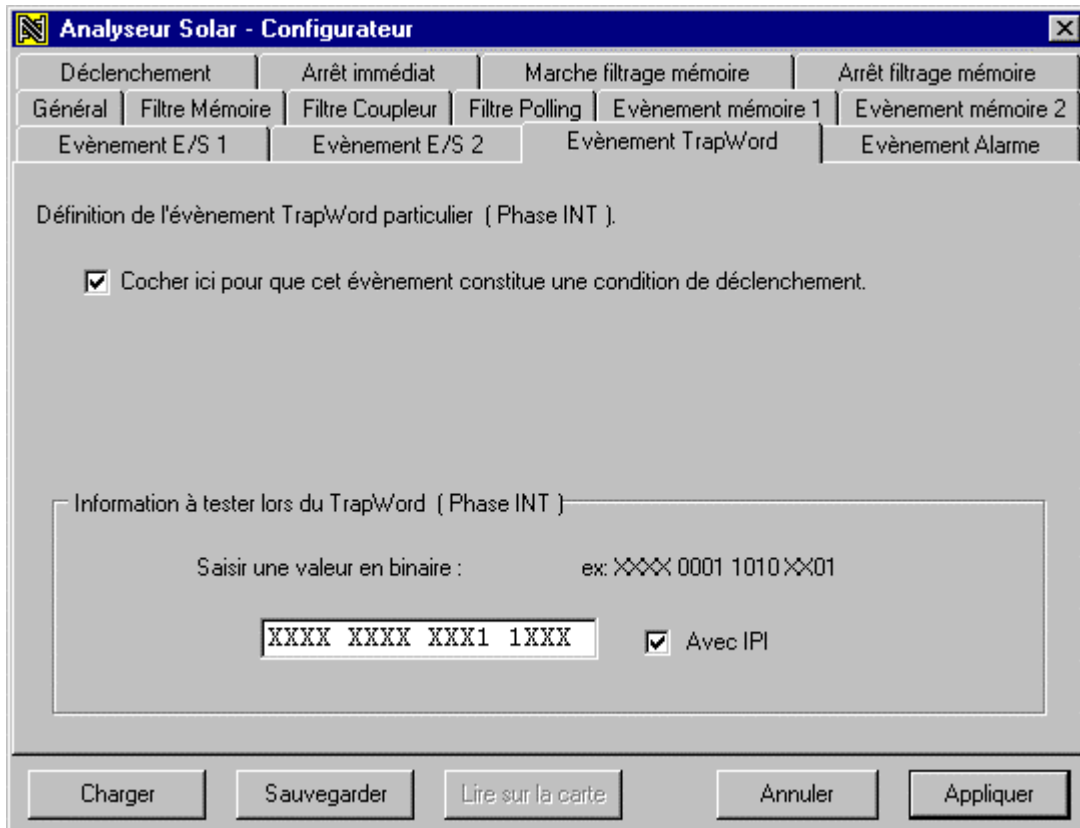 Analyseur Solar - Configurateur
Déclenchement Arrêt immédiat Marche filtrage mémoire Arrêt filtrage mémoire
Général Filtre Mémoire Filtre Coupleur Filtre Polling Evènement mémoire 1 Evènement mémoire 2
Evènement E/S 1 Evènement E/S 2 Evènement TrapWord Evènement Alarme
Définition de l'évènement TrapWord particulier ( Phase INT ).
Cocher ici pour que cet évènement constitue une condition de déclenchement.
Information à tester lors du TrapWord ( Phase INT )
Saisir une valeur en binaire : ex: XXXX 0001 1010 XX01
XXXX XXXX XXX1 1XXX Avec IPI
Charger Sauvegarder Lire sur la carte Annuler Appliquer